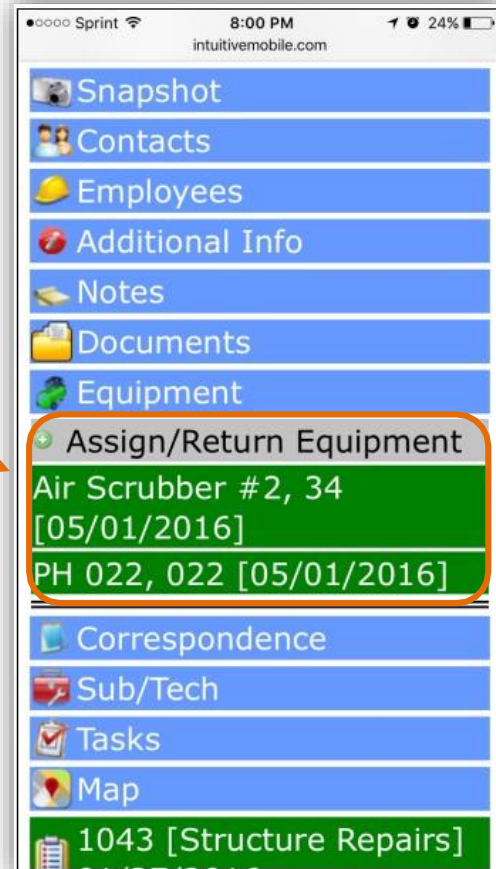 Sprint 8:00 PM 24%
intuitivemobile.com
Snapshot
Contacts
Employees
Additional Info
Notes
Documents
Equipment
Assign/Return Equipment
Air Scrubber #2, 34
[05/01/2016]
PH 022, 022 [05/01/2016]
Correspondence
Sub/Tech
Tasks
Map
1043 [Structure Repairs]